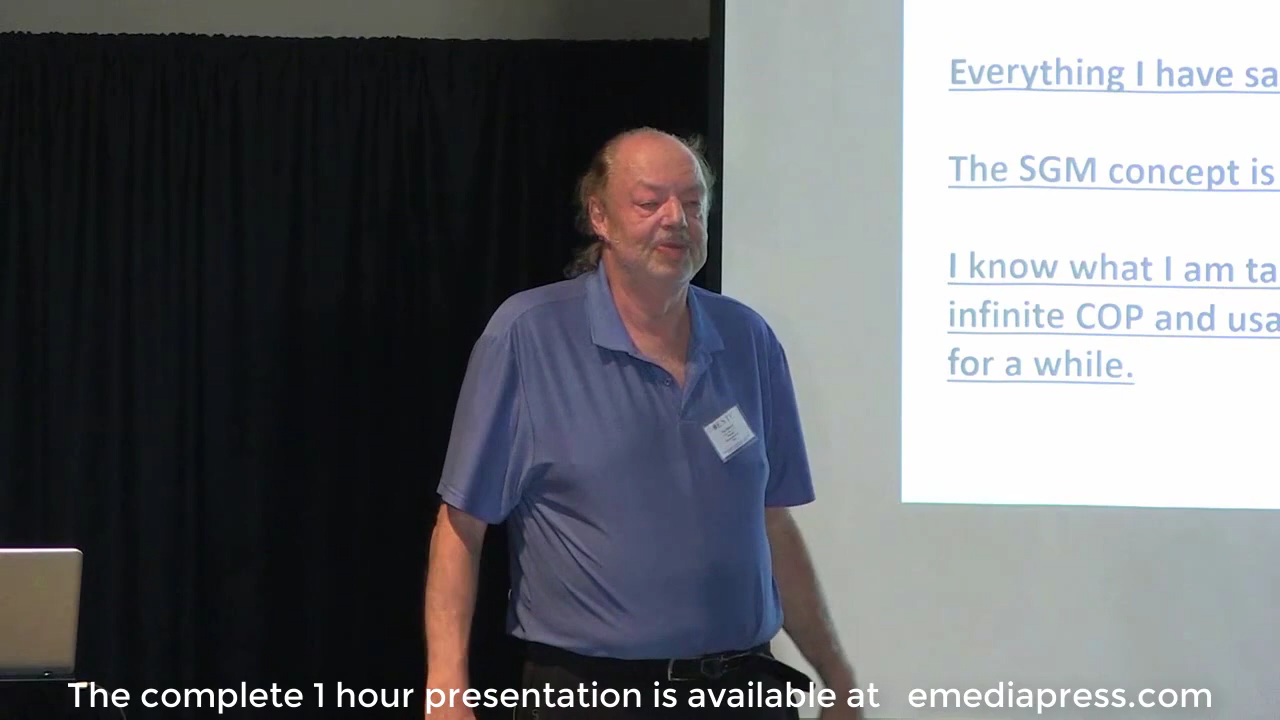 Everything I have sa
The SGM concept is
I know what I am ta
infinite COP and usa
for a while.
The complete 1 hour presentation is available at emediapress.com